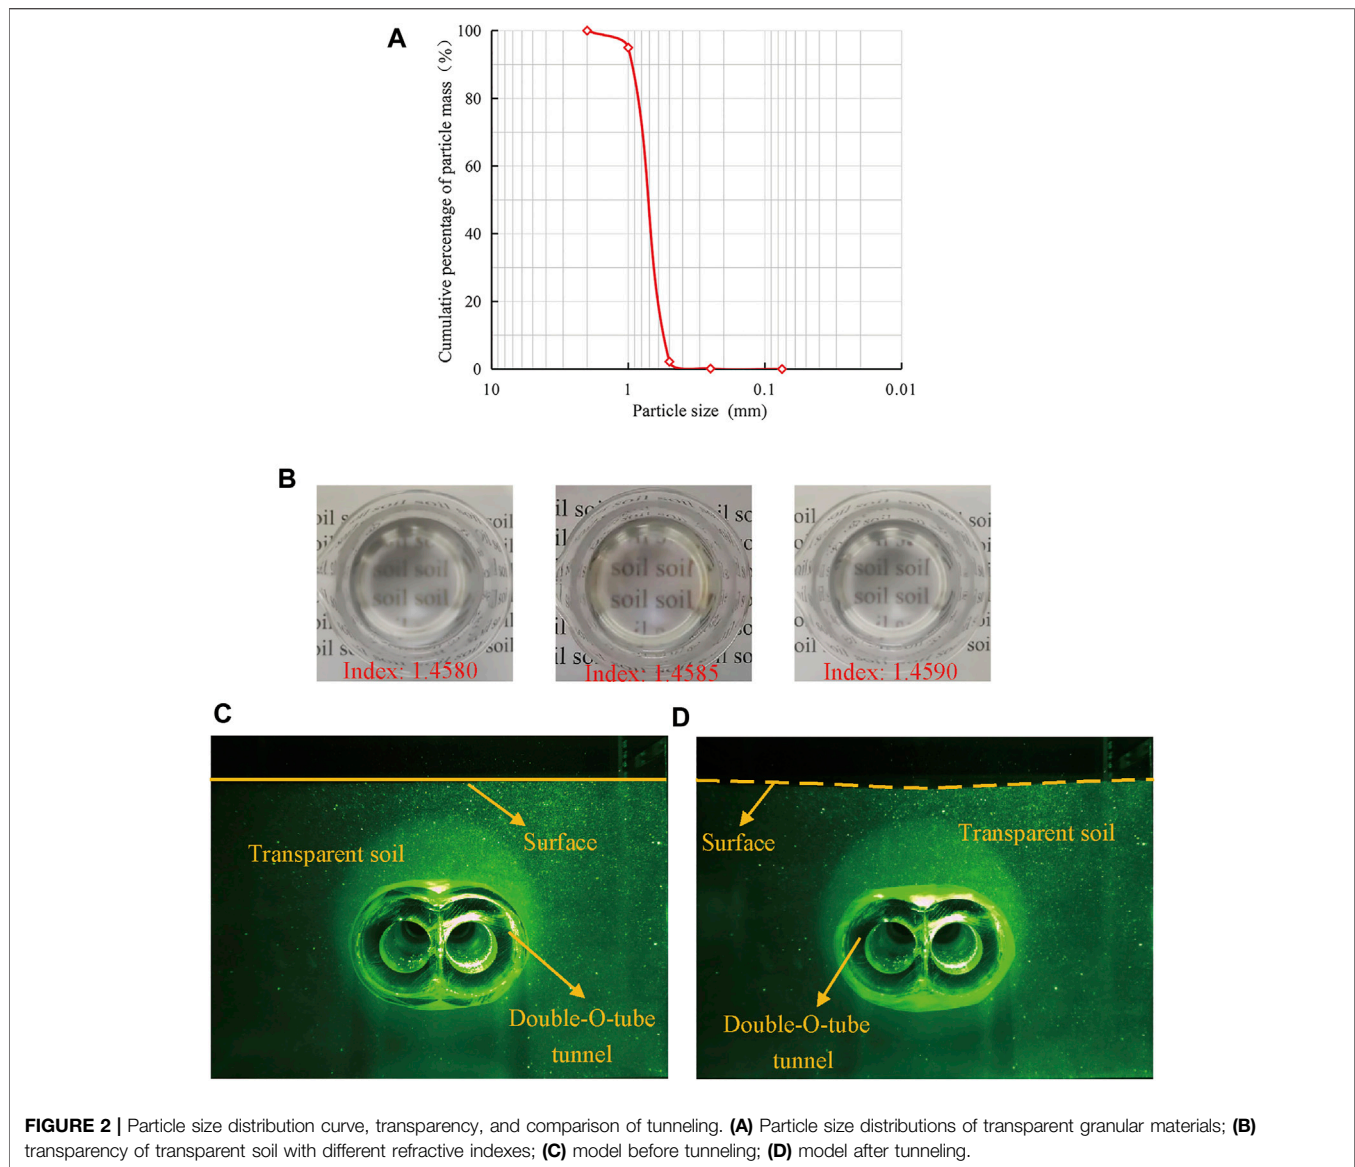 A
Cumulative percentage of particle mass (%)
100
80
60
40
20
0
10
1
0.1
0.01
Particle size (mm)
B
soil soil
soil soil
Index: 1.4580
soil soil
soil soil
Index: 1.4585
soil soil
soil soil
Index: 1.4590
C
Surface
Transparent soil
Double-O-tube
tunnel
D
Surface
Transparent soil
Double-O-tube
tunnel
FIGURE 2 | Particle size distribution curve, transparency, and comparison of tunneling. (A) Particle size distributions of transparent granular materials; (B)
transparency of transparent soil with different refractive indexes; (C) model before tunneling; (D) model after tunneling.